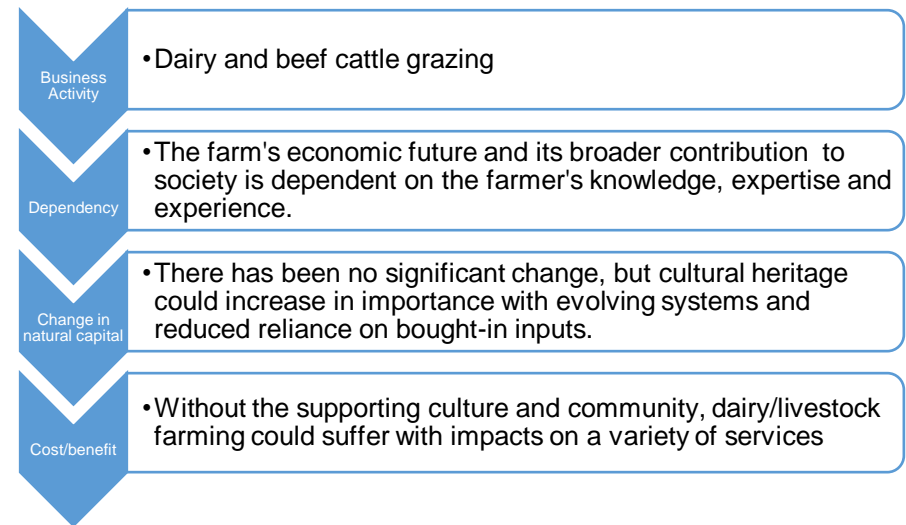 Business
Activity
•Dairy and beef cattle grazing
Dependency
•The farm's economic future and its broader contribution to
society is dependent on the farmer's knowledge, expertise and
experience.
Change in
natural capital
•There has been no significant change, but cultural heritage
could increase in importance with evolving systems and
reduced reliance on bought-in inputs.
Cost/benefit
•Without the supporting culture and community, dairy/livestock
farming could suffer with impacts on a variety of services